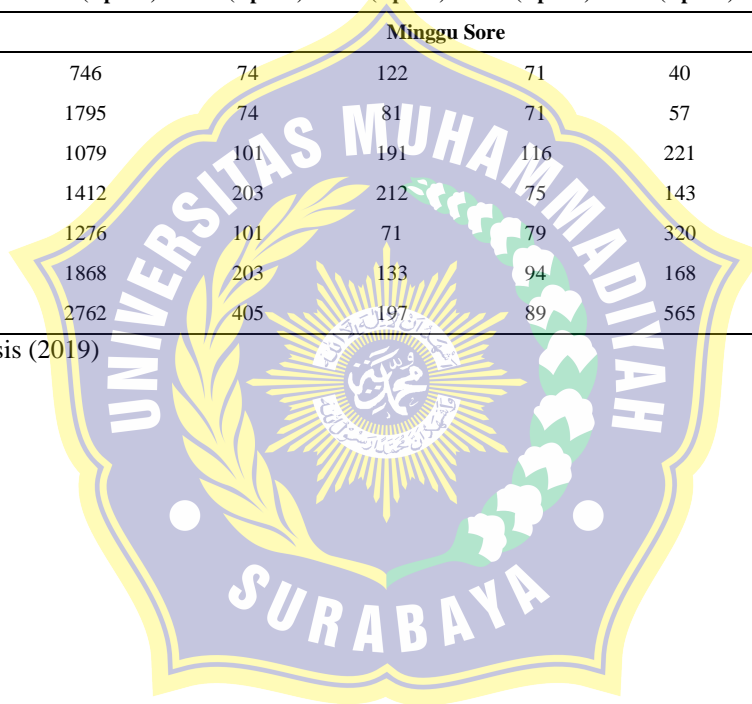 Minggu Sore
746 74 122 71 40
1795 74 81 71 57
1079 101 191 116 221
1412 203 212 75 143
1276 101 71 79 320
1868 203 133 94 168
2762 405 197 89 565
sis (2019)
UNIVERSITAS MUHAMMADIYAH
SURABAYA